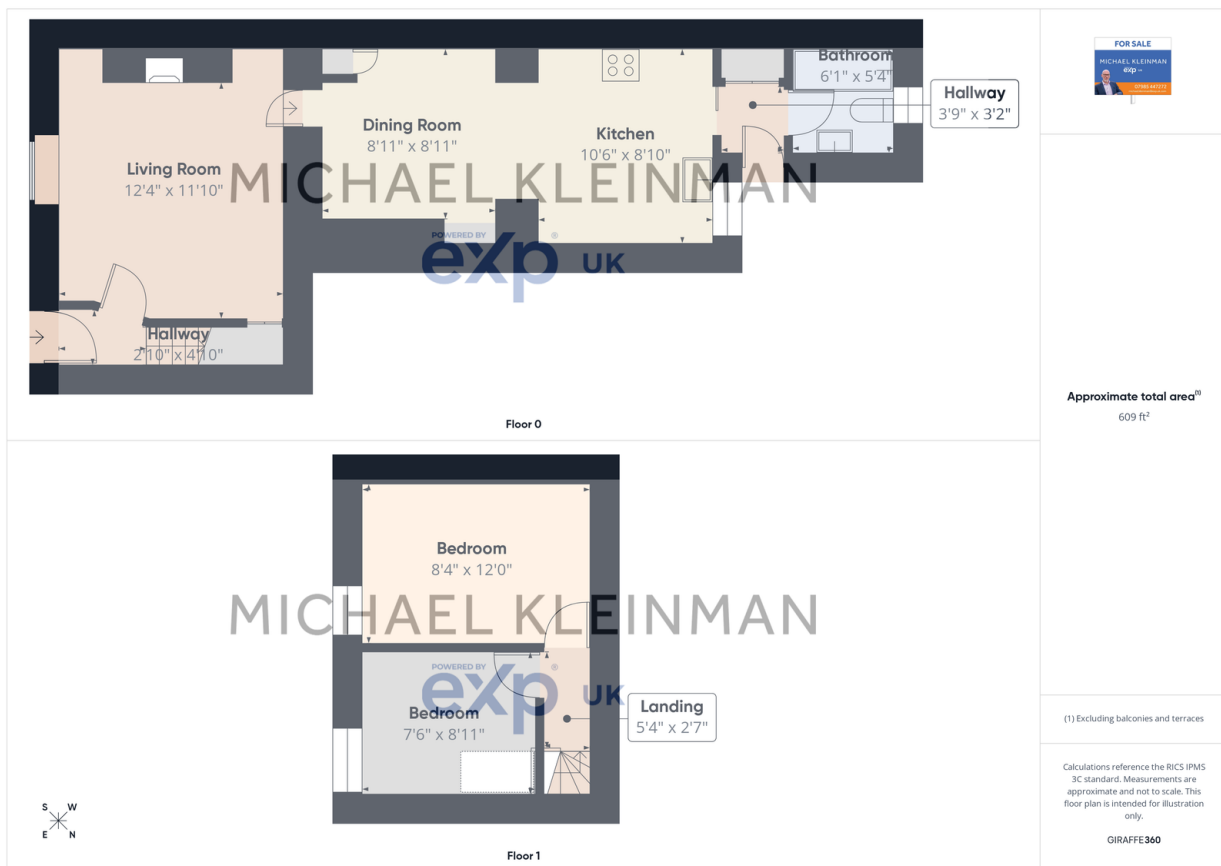 FOR SALE
MICHAEL KLEINMAN
exp UK
Bathroom
6'1" x 5'4"
Hallway
3'9" x 3'2"
Dining Room
8'11" x 8'11"
Kitchen
10'6" x 8'10"
Living Room
12'4" x 11'10"
MICHAEL KLEINMAN
POWERED BY
exp UK
®
Hallway
2'10" x 4'10"
Floor 0
Approximate total area(1)
609 ft²
Bedroom
8'4" x 12'0"
MICHAEL KLEINMAN
POWERED BY
exp UK
®
Bedroom
7'6" x 8'11"
Landing
5'4" x 2'7"
(1) Excluding balconies and terraces
Calculations reference the RICS IPMS
3C standard. Measurements are
approximate and not to scale. This
floor plan is intended for illustration
only.
GIRAFFE360
S W
E N
Floor 1